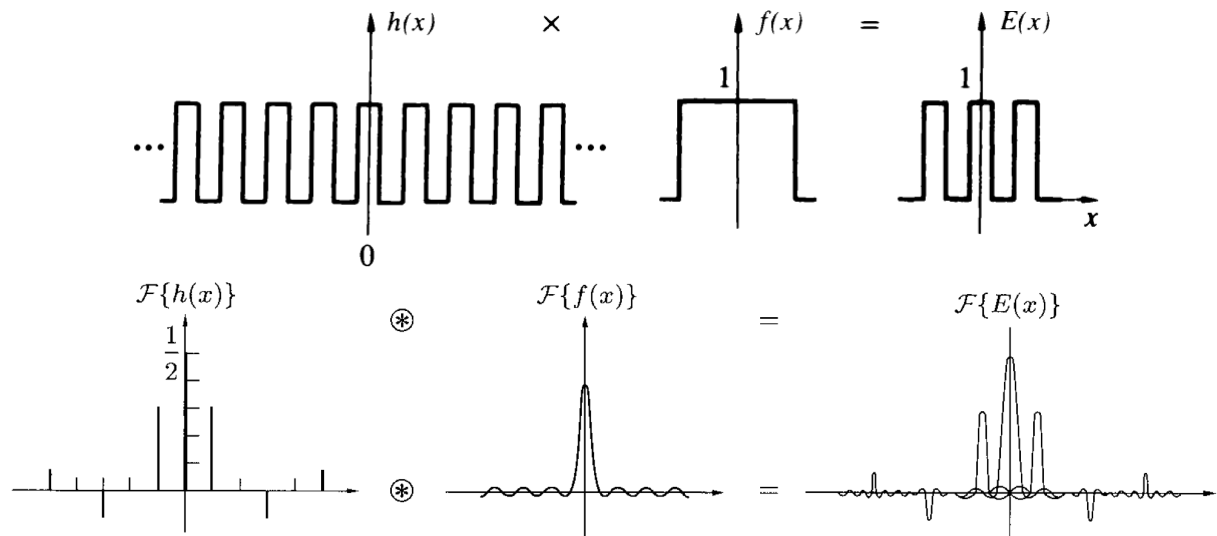 h(x) × f(x) = E(x)
1 1
... ...
0 x
ℱ{h(x)} ⊛ ℱ{f(x)} = ℱ{E(x)}
1/2
⊛ =